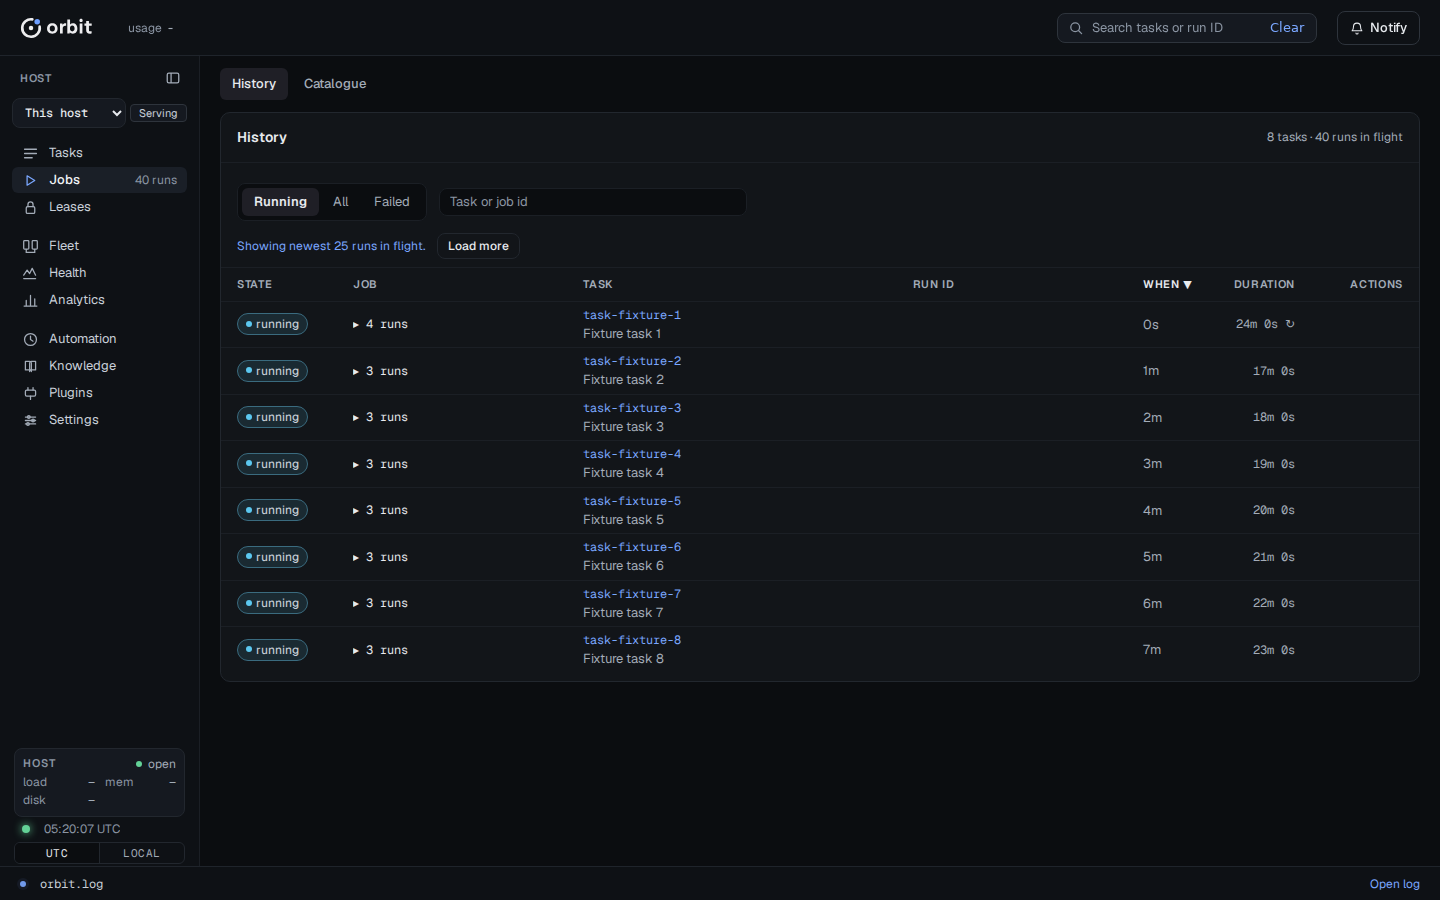 orbit
usage -
Search tasks or run ID
Clear
Notify
HOST
This host
Serving
Tasks
Jobs 40 runs
Leases
Fleet
Health
Analytics
Automation
Knowledge
Plugins
Settings
HOST open
load – mem –
disk –
05:20:07 UTC
UTC LOCAL
History Catalogue
History
8 tasks · 40 runs in flight
Running All Failed
Task or job id
Showing newest 25 runs in flight.
Load more
STATE JOB TASK RUN ID WHEN ▼ DURATION ACTIONS
running ▸ 4 runs task-fixture-1 0s 24m 0s ↻
Fixture task 1
running ▸ 3 runs task-fixture-2 1m 17m 0s
Fixture task 2
running ▸ 3 runs task-fixture-3 2m 18m 0s
Fixture task 3
running ▸ 3 runs task-fixture-4 3m 19m 0s
Fixture task 4
running ▸ 3 runs task-fixture-5 4m 20m 0s
Fixture task 5
running ▸ 3 runs task-fixture-6 5m 21m 0s
Fixture task 6
running ▸ 3 runs task-fixture-7 6m 22m 0s
Fixture task 7
running ▸ 3 runs task-fixture-8 7m 23m 0s
Fixture task 8
orbit.log
Open log